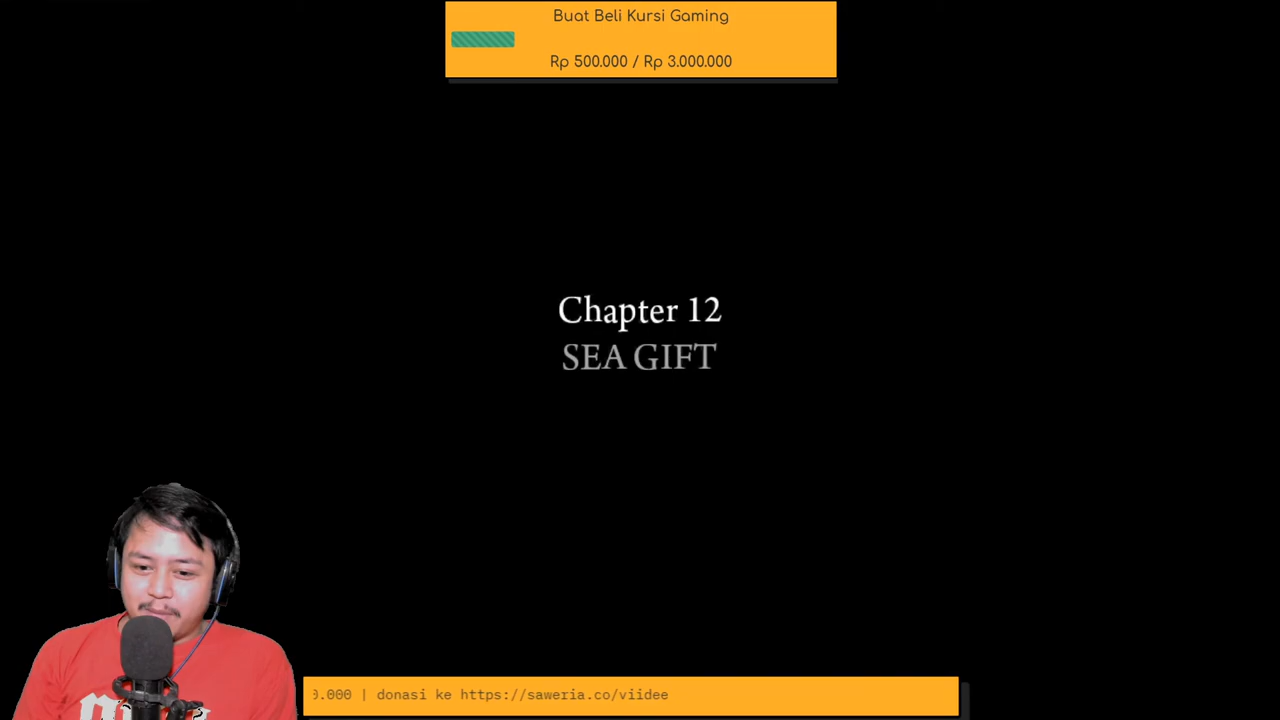 Buat Beli Kursi Gaming
Rp 500.000 / Rp 3.000.000
Chapter 12
SEA GIFT
0.000 | donasi ke https://saweria.co/viidee